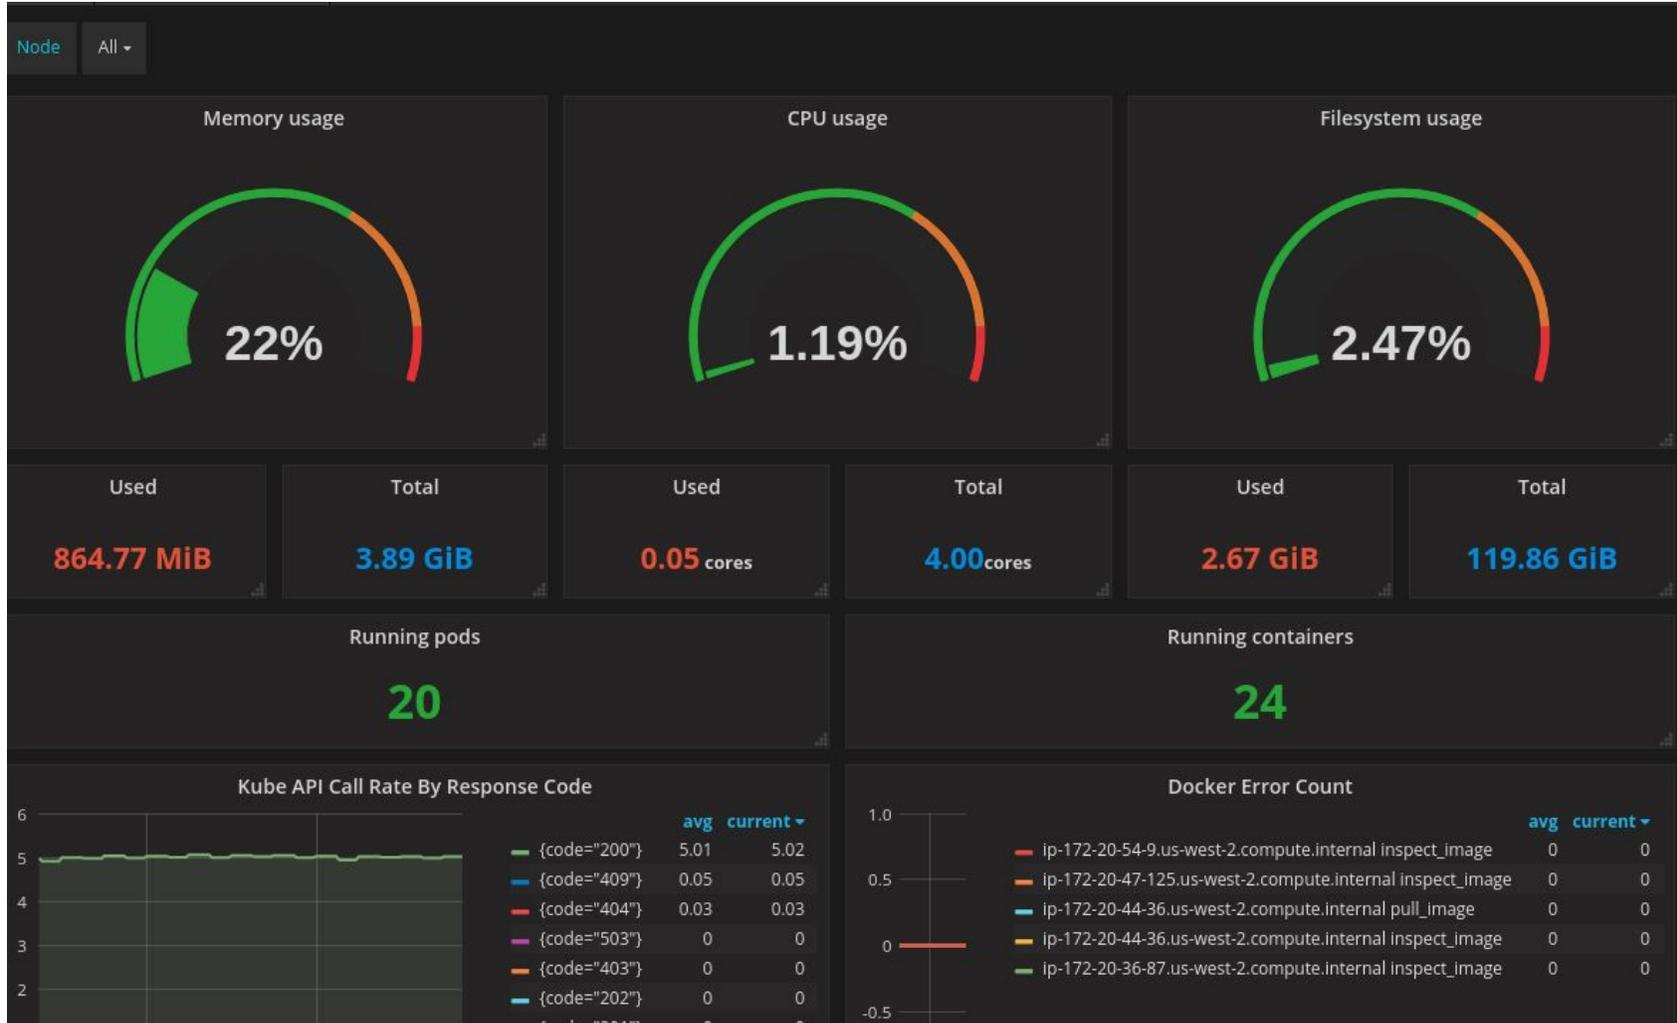 Node All
Memory usage
22%
CPU usage
1.19%
Filesystem usage
2.47%
Used
864.77 MiB
Total
3.89 GiB
Used
0.05 cores
Total
4.00cores
Used
2.67 GiB
Total
119.86 GiB
Running pods
20
Running containers
24
Kube API Call Rate By Response Code
6
5
4
3
2
avg current
{code="200"} 5.01 5.02
{code="409"} 0.05 0.05
{code="404"} 0.03 0.03
{code="503"} 0 0
{code="403"} 0 0
{code="202"} 0 0
Docker Error Count
1.0
0.5
0
-0.5
avg current
ip-172-20-54-9.us-west-2.compute.internal inspect_image 0 0
ip-172-20-47-125.us-west-2.compute.internal inspect_image 0 0
ip-172-20-44-36.us-west-2.compute.internal pull_image 0 0
ip-172-20-44-36.us-west-2.compute.internal inspect_image 0 0
ip-172-20-36-87.us-west-2.compute.internal inspect_image 0 0